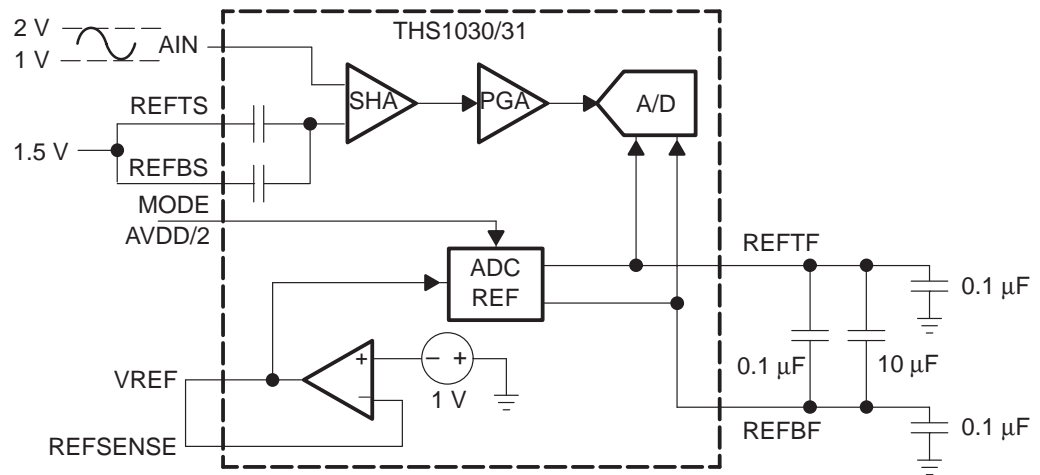 2 V
1 V
AIN
THS1030/31
SHA
PGA
A/D
REFTS
1.5 V
REFBS
MODE
AVDD/2
ADC
REF
REFTF
0.1 μF
0.1 μF
10 μF
VREF
+
−
− +
1 V
REFSENSE
REFBF
0.1 μF